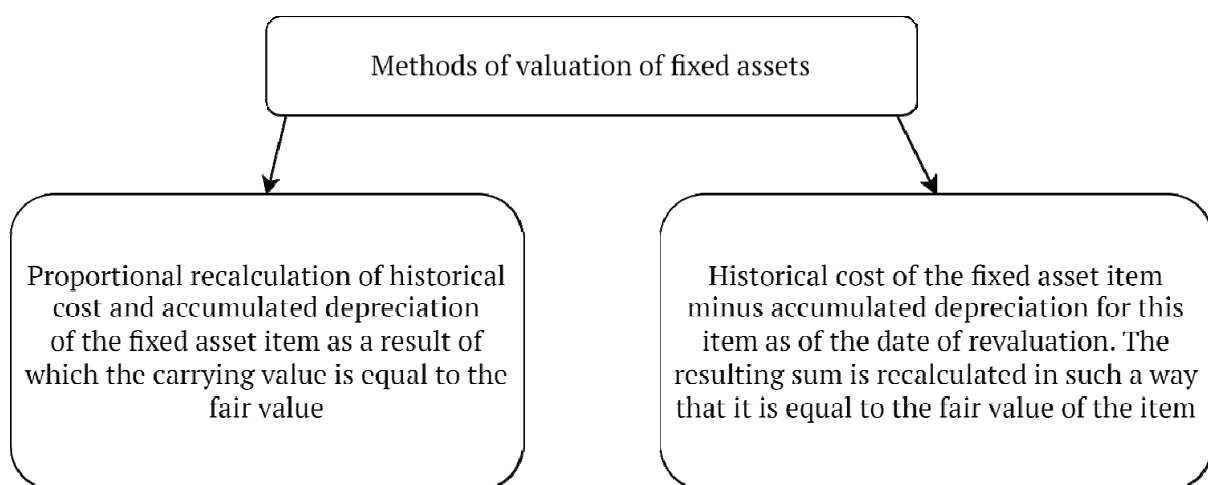 Methods of valuation of fixed assets
Proportional recalculation of historical
cost and accumulated depreciation
of the fixed asset item as a result of
which the carrying value is equal to the
fair value
Historical cost of the fixed asset item
minus accumulated depreciation for this
item as of the date of revaluation. The
resulting sum is recalculated in such a way
that it is equal to the fair value of the item